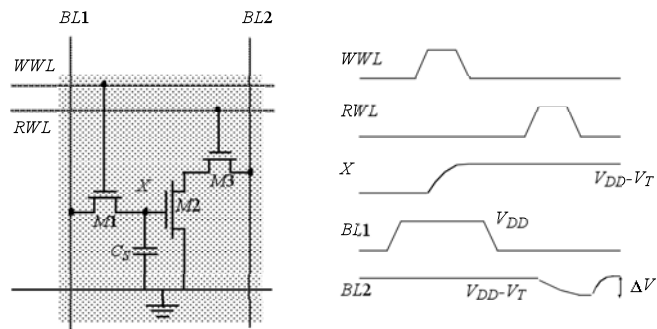 BL1 BL2
WWL
RWL
X
M3
M2
M1
C_S
WWL
RWL
X
V_DD-V_T
BL1 V_DD
BL2 V_DD-V_T ΔV